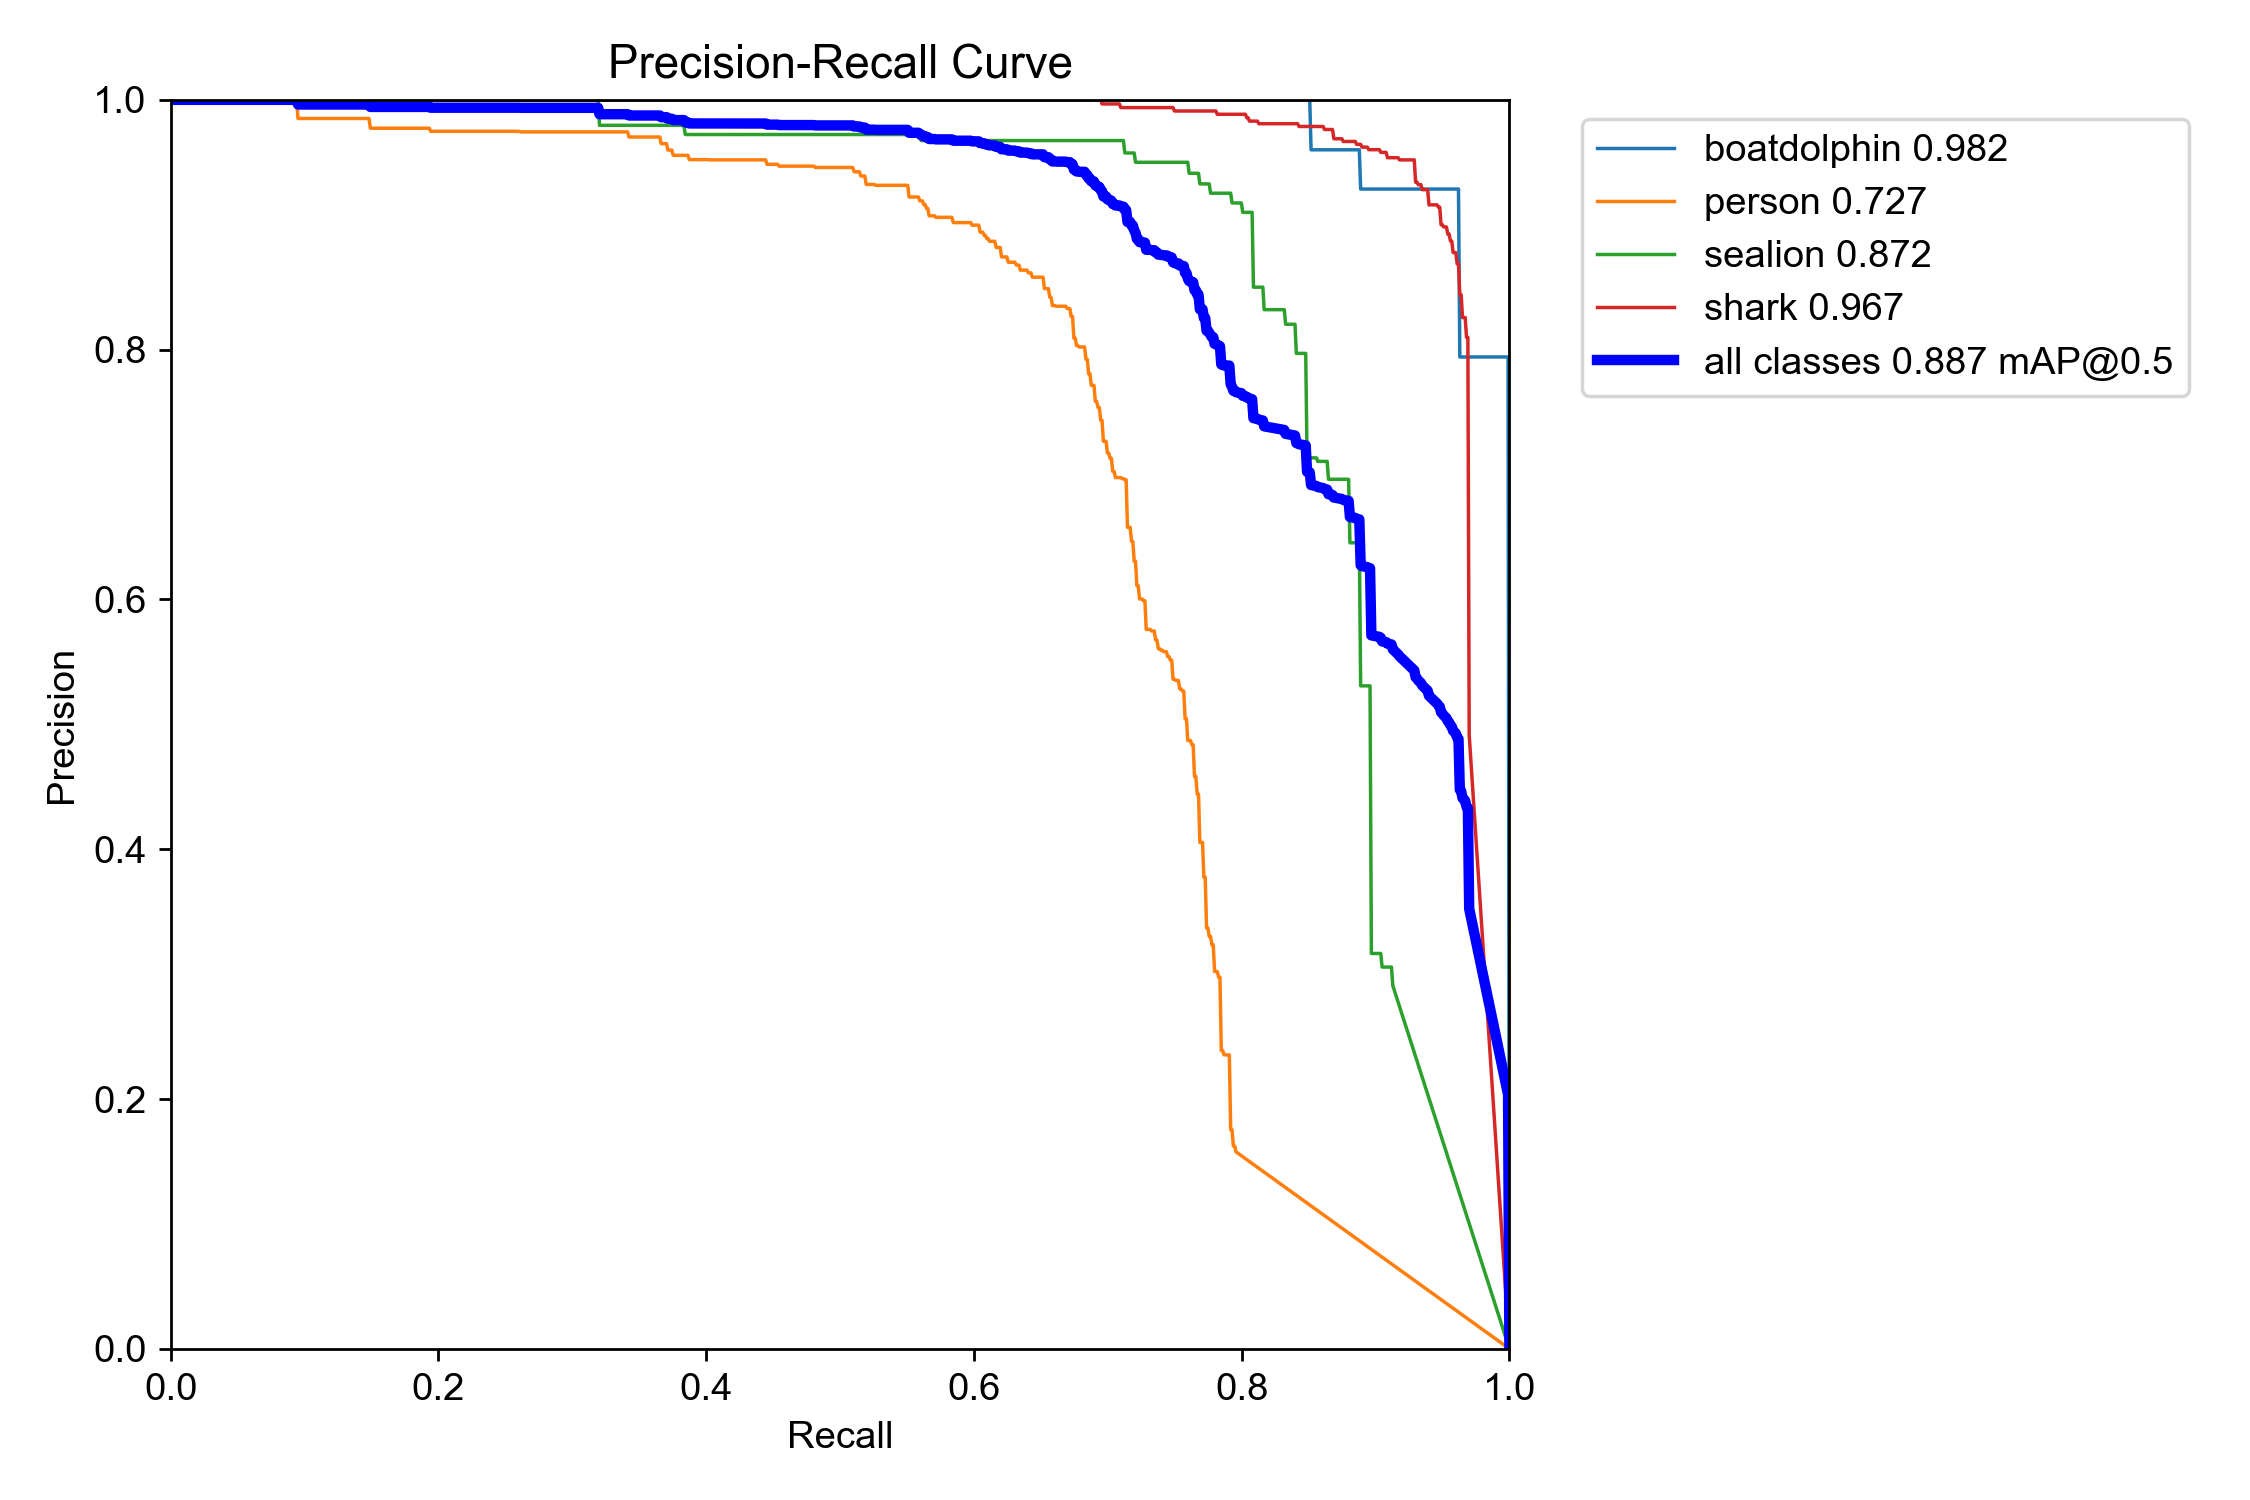 Precision-Recall Curve
1.0
0.8
0.6
0.4
0.2
0.0
Precision
0.0 0.2 0.4 0.6 0.8 1.0
Recall
boatdolphin 0.982
person 0.727
sealion 0.872
shark 0.967
all classes 0.887 mAP@0.5